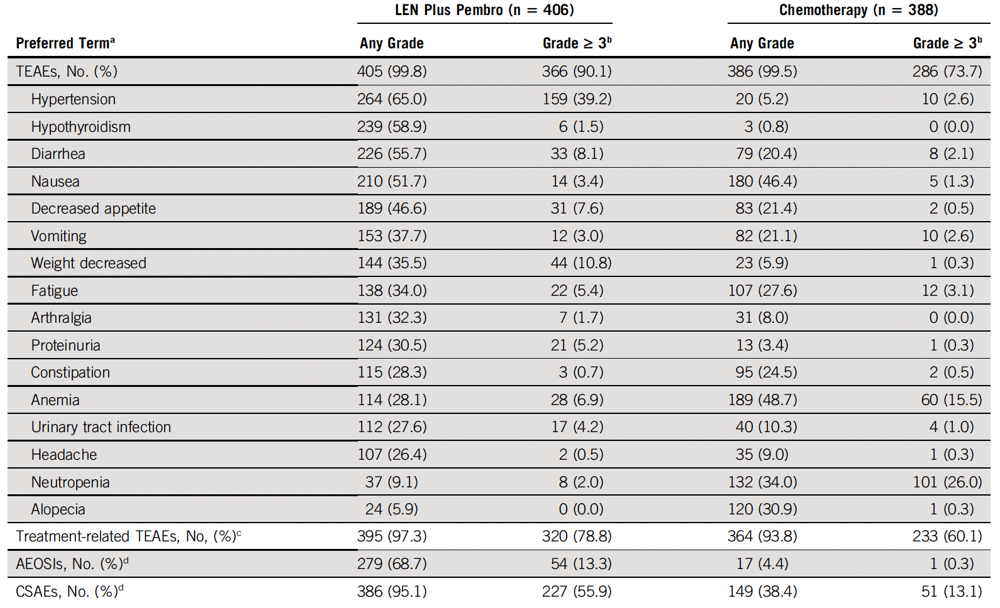 LEN Plus Pembro (n = 406) Chemotherapy (n = 388)
Preferred Termᵃ Any Grade Grade ≥ 3ᵇ Any Grade Grade ≥ 3ᵇ
TEAEs, No. (%) 405 (99.8) 366 (90.1) 386 (99.5) 286 (73.7)
Hypertension 264 (65.0) 159 (39.2) 20 (5.2) 10 (2.6)
Hypothyroidism 239 (58.9) 6 (1.5) 3 (0.8) 0 (0.0)
Diarrhea 226 (55.7) 33 (8.1) 79 (20.4) 8 (2.1)
Nausea 210 (51.7) 14 (3.4) 180 (46.4) 5 (1.3)
Decreased appetite 189 (46.6) 31 (7.6) 83 (21.4) 2 (0.5)
Vomiting 153 (37.7) 12 (3.0) 82 (21.1) 10 (2.6)
Weight decreased 144 (35.5) 44 (10.8) 23 (5.9) 1 (0.3)
Fatigue 138 (34.0) 22 (5.4) 107 (27.6) 12 (3.1)
Arthralgia 131 (32.3) 7 (1.7) 31 (8.0) 0 (0.0)
Proteinuria 124 (30.5) 21 (5.2) 13 (3.4) 1 (0.3)
Constipation 115 (28.3) 3 (0.7) 95 (24.5) 2 (0.5)
Anemia 114 (28.1) 28 (6.9) 189 (48.7) 60 (15.5)
Urinary tract infection 112 (27.6) 17 (4.2) 40 (10.3) 4 (1.0)
Headache 107 (26.4) 2 (0.5) 35 (9.0) 1 (0.3)
Neutropenia 37 (9.1) 8 (2.0) 132 (34.0) 101 (26.0)
Alopecia 24 (5.9) 0 (0.0) 120 (30.9) 1 (0.3)
Treatment-related TEAEs, No, (%)ᶜ 395 (97.3) 320 (78.8) 364 (93.8) 233 (60.1)
AEOSIs, No. (%)ᵈ 279 (68.7) 54 (13.3) 17 (4.4) 1 (0.3)
CSAEs, No. (%)ᵈ 386 (95.1) 227 (55.9) 149 (38.4) 51 (13.1)